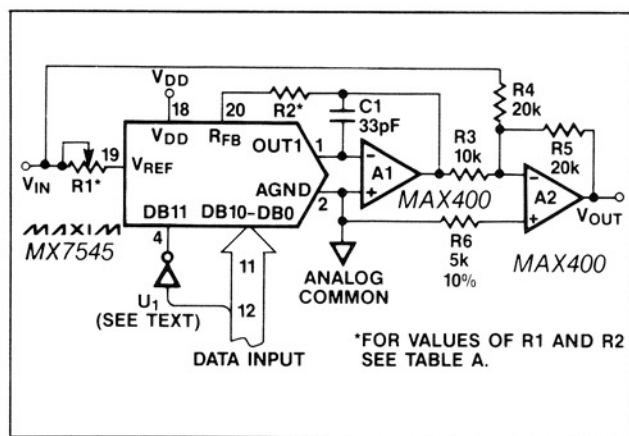 VDD
18
20
R2*
C1
33pF
R4
20k
VDD
RFB
OUT1
1
R3
10k
R5
20k
19
VREF
VIN
R1*
AGND
2
−
+
A1
MAX400
−
+
A2
VOUT
MAXIM
MX7545
DB11
DB10-DB0
4
11
12
U1
(SEE TEXT)
ANALOG
COMMON
R6
5k
10%
MAX400
DATA INPUT
*FOR VALUES OF R1 AND R2
SEE TABLE A.